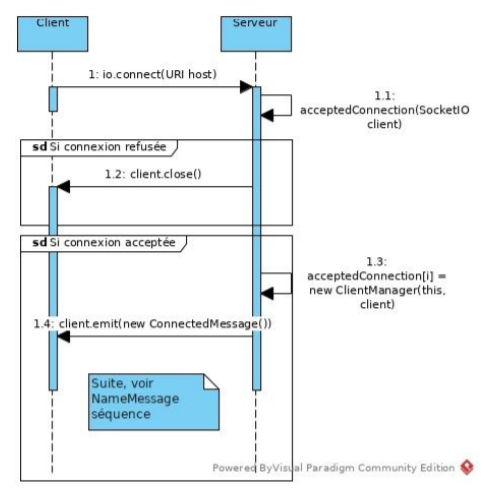 Client
Serveur
1: io.connect(URI host)
1.1:
acceptedConnection(SocketIO
client)
sd Si connexion refusée
1.2: client.close()
sd Si connexion acceptée
1.3:
acceptedConnection[i] =
new ClientManager(this,
client)
1.4: client.emit(new ConnectedMessage())
Suite, voir
NameMessage
séquence
Powered ByVisual Paradigm Community Edition